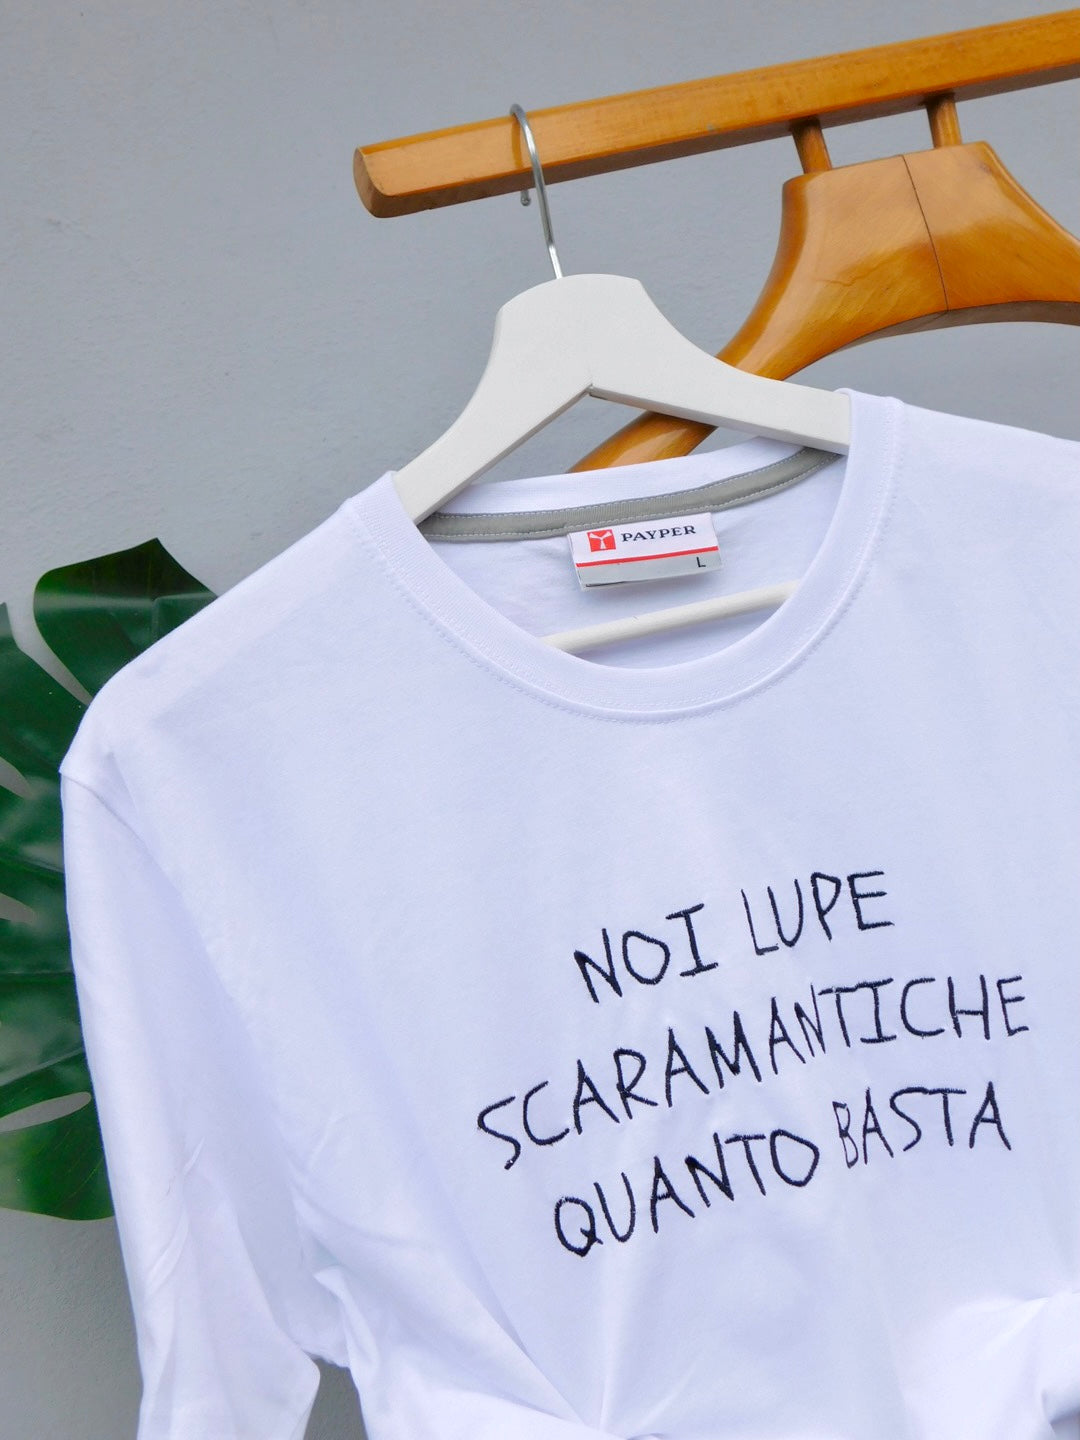 PAYPER
L
NOI LUPE
SCARAMANTICHE
QUANTO BASTA